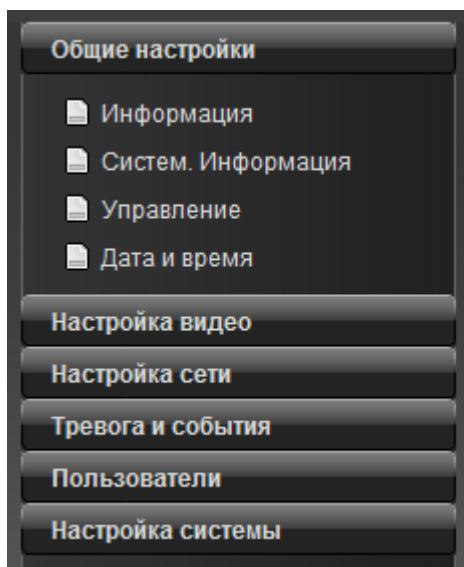 Общие настройки
Информация
Систем. Информация
Управление
Дата и время
Настройка видео
Настройка сети
Тревога и события
Пользователи
Настройка системы